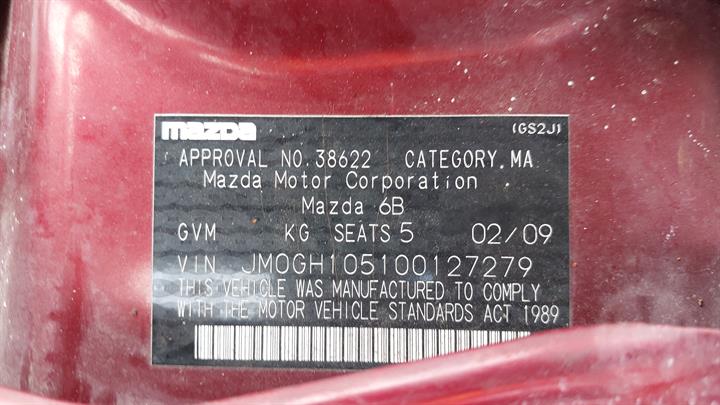 mazda (GS2J)
APPROVAL NO.38622 CATEGORY.MA
Mazda Motor Corporation
Mazda 6B
GVM KG SEATS 5 02/09
VIN JM0GH105100127279
THIS VEHICLE WAS MANUFACTURED TO COMPLY
WITH THE MOTOR VEHICLE STANDARDS ACT 1989